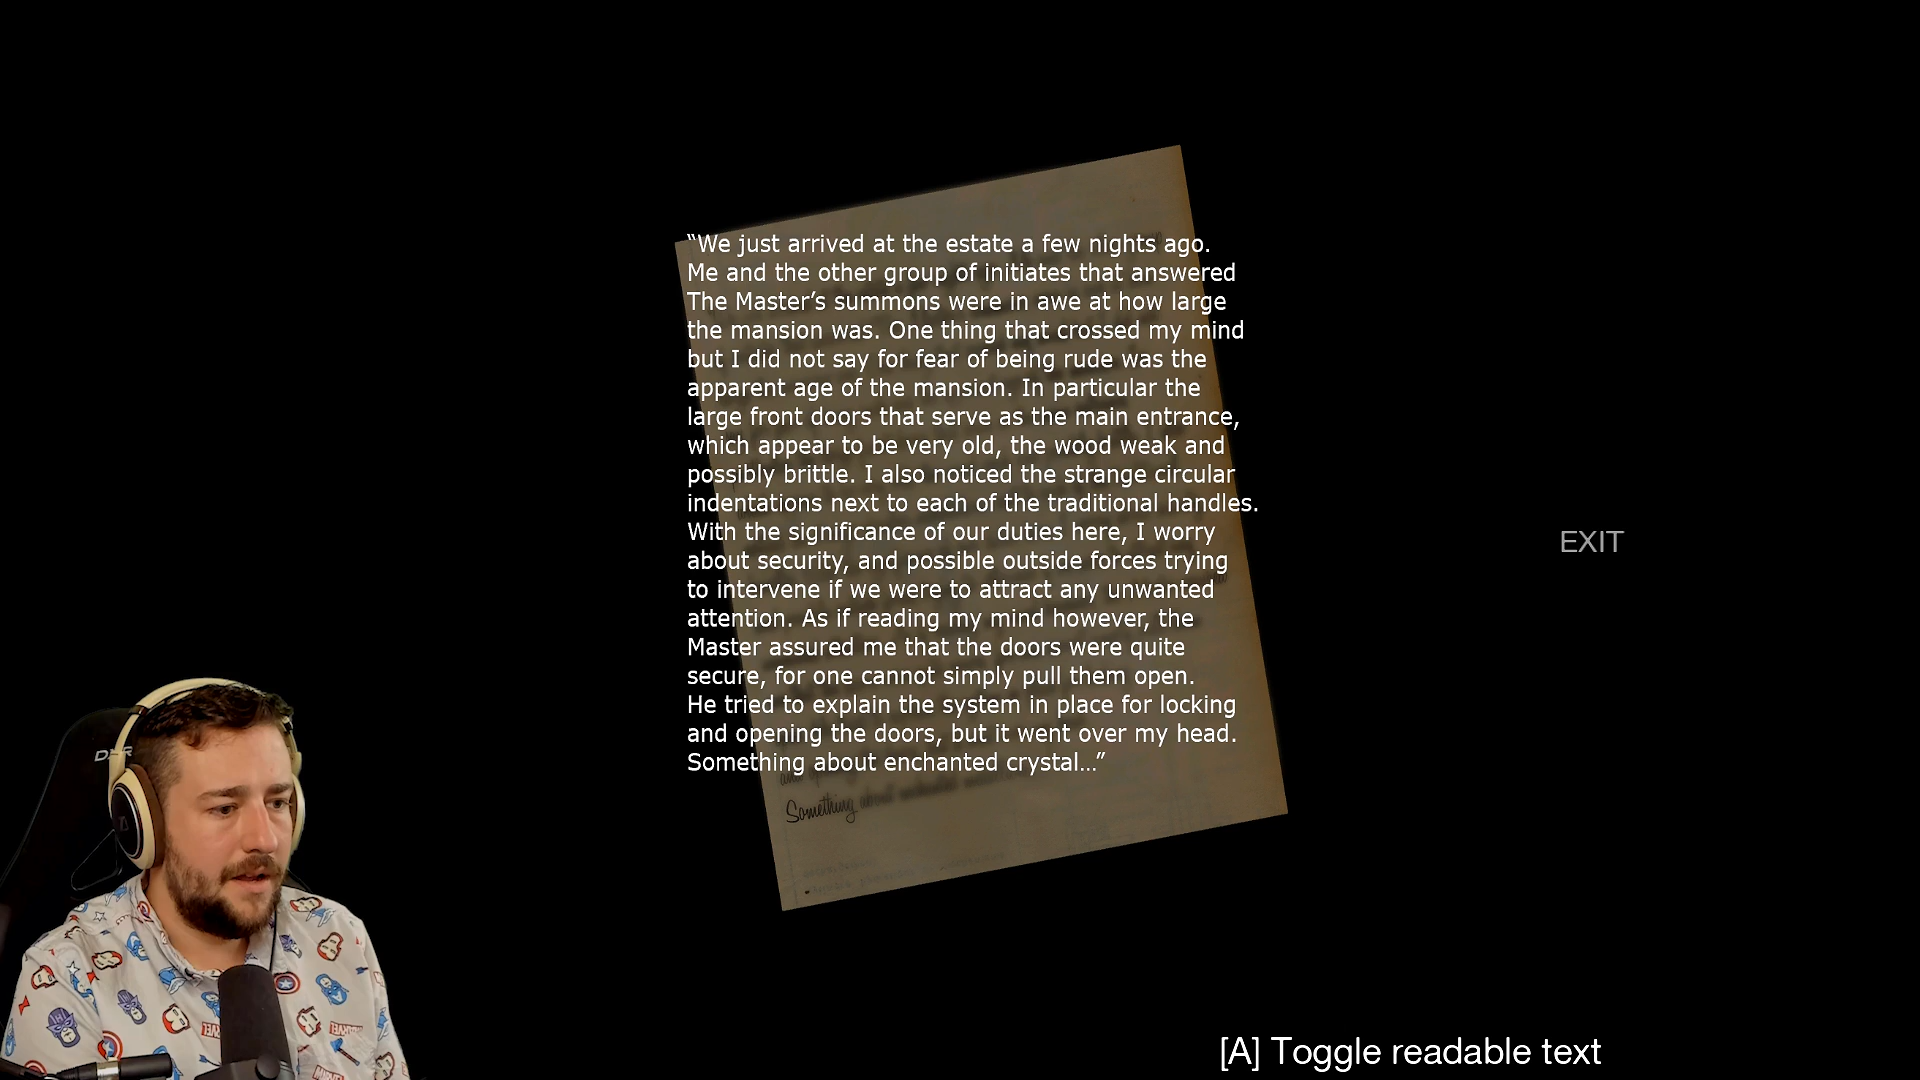 “We just arrived at the estate a few nights ago.
Me and the other group of initiates that answered
The Master’s summons were in awe at how large
the mansion was. One thing that crossed my mind
but I did not say for fear of being rude was the
apparent age of the mansion. In particular the
large front doors that serve as the main entrance,
which appear to be very old, the wood weak and
possibly brittle. I also noticed the strange circular
indentations next to each of the traditional handles.
With the significance of our duties here, I worry
about security, and possible outside forces trying
to intervene if we were to attract any unwanted
attention. As if reading my mind however, the
Master assured me that the doors were quite
secure, for one cannot simply pull them open.
He tried to explain the system in place for locking
and opening the doors, but it went over my head.
Something about enchanted crystal…”
Something about enchanted
EXIT
[A] Toggle readable text